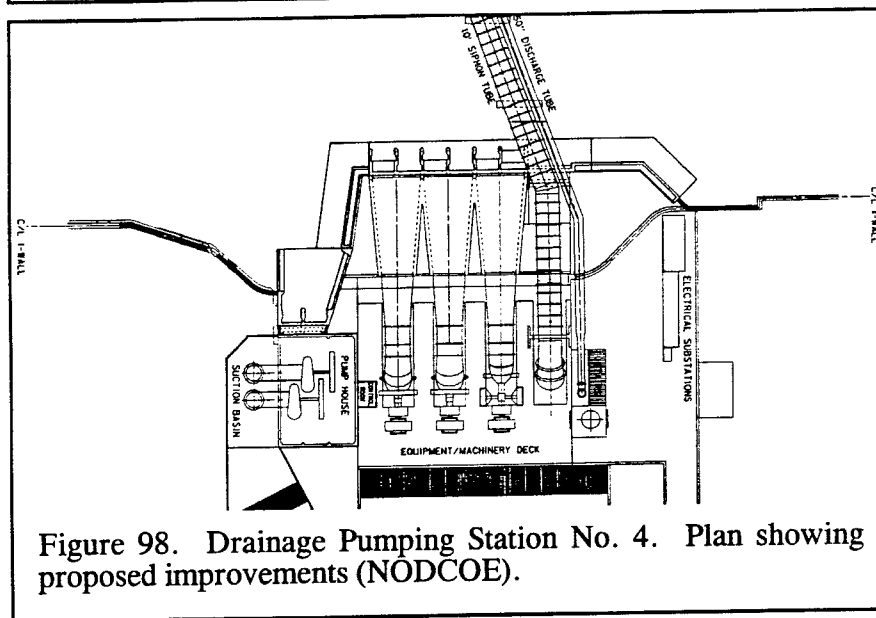 50" DISCHARGE TUBE
10' SIPHON TUBE
C/L I-WALL
C/L I-WALL
ELECTRICAL SUBSTATIONS
PUMP HOUSE
SUCTION BASIN
CONTROL
ROOM
EQUIPMENT/MACHINERY DECK
Figure 98. Drainage Pumping Station No. 4. Plan showing
proposed improvements (NODCOE).